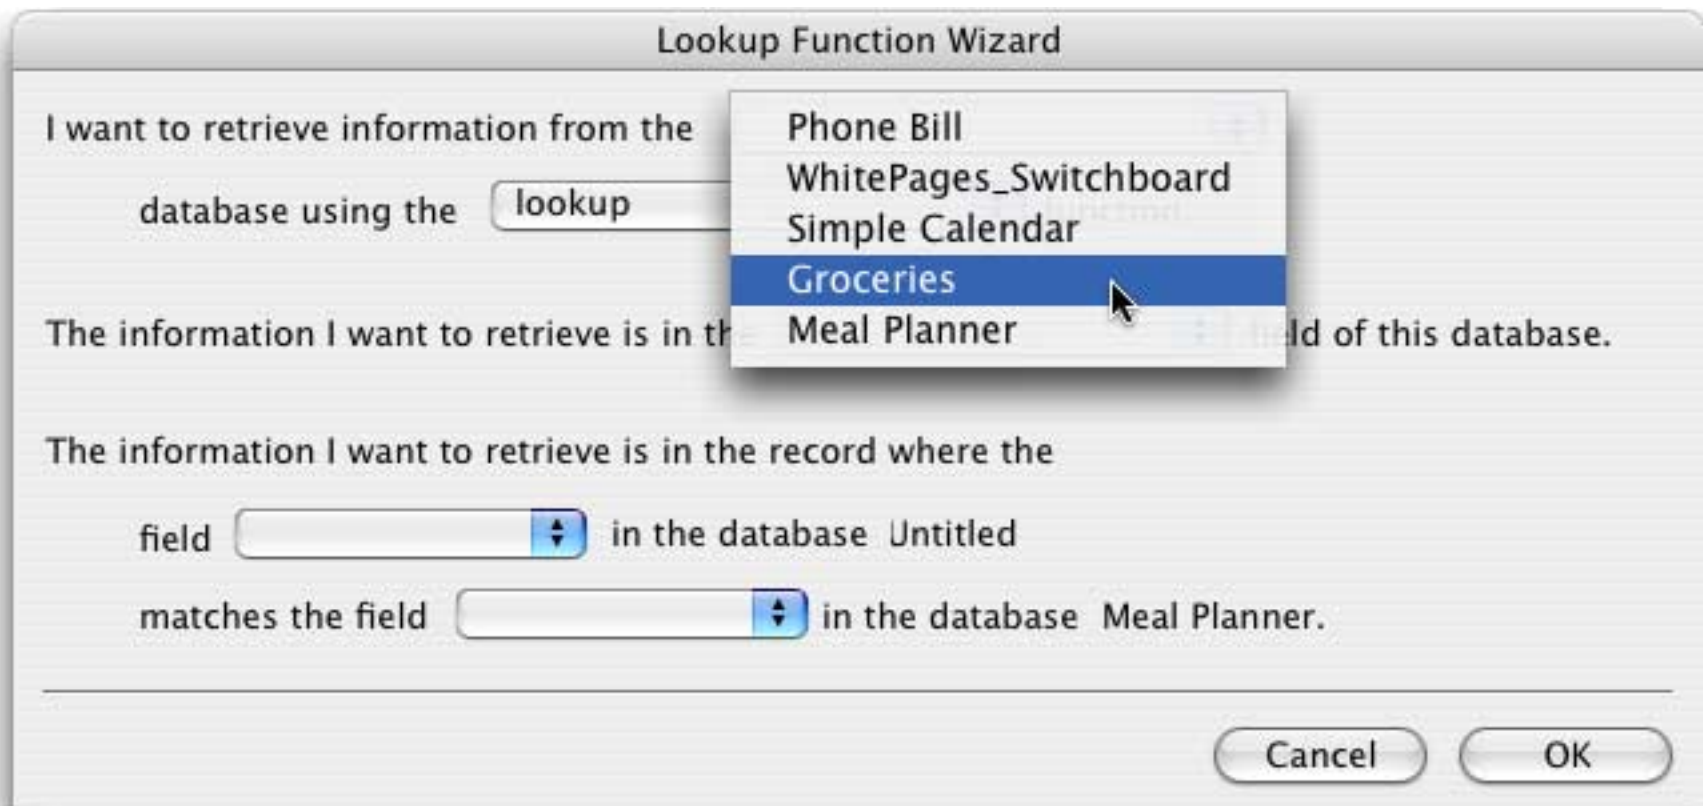 Lookup Function Wizard
I want to retrieve information from the
Phone Bill
WhitePages_Switchboard
database using the lookup
Simple Calendar
Groceries
Meal Planner
The information I want to retrieve is in the field of this database.
The information I want to retrieve is in the record where the
field in the database Untitled
matches the field in the database Meal Planner.
Cancel OK